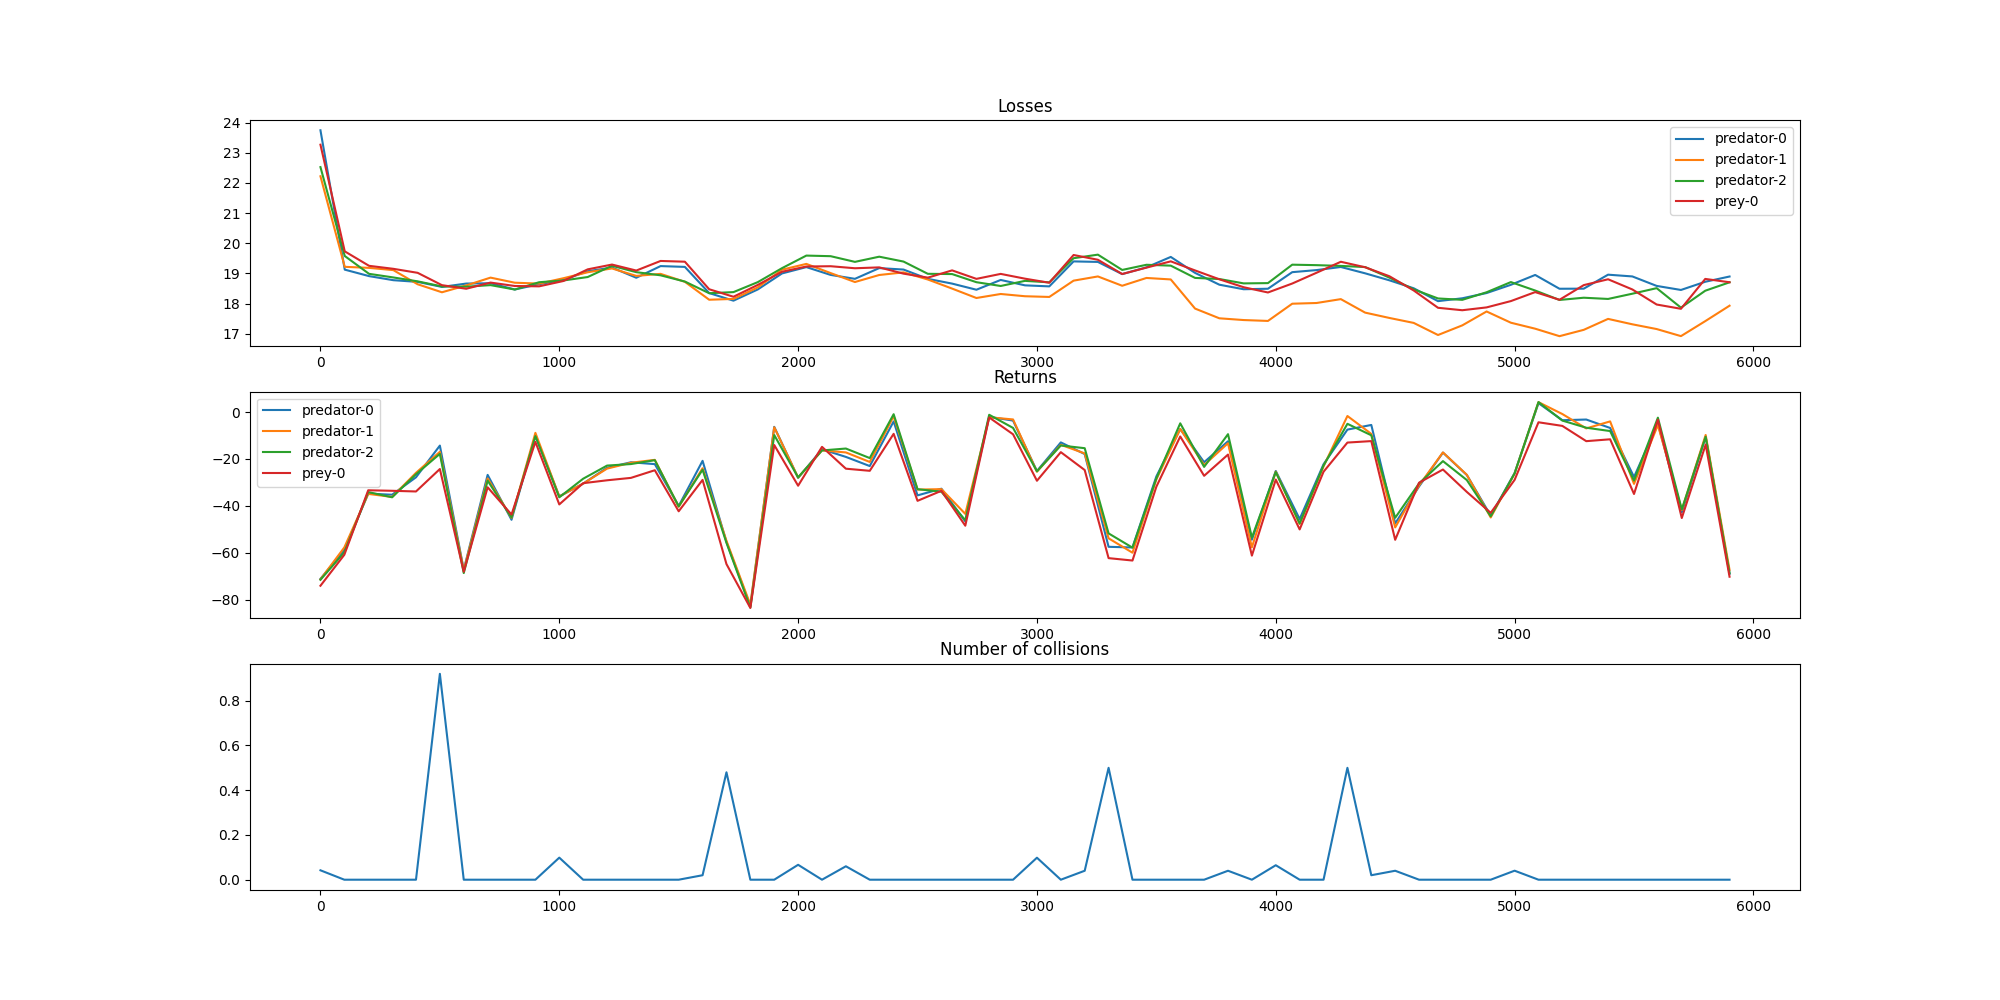 Losses
24
23
22
21
20
19
18
17
predator-0
predator-1
predator-2
prey-0
0 1000 2000 3000 4000 5000 6000
Returns
0
−20
−40
−60
−80
predator-0
predator-1
predator-2
prey-0
0 1000 2000 3000 4000 5000 6000
Number of collisions
0.8
0.6
0.4
0.2
0.0
0 1000 2000 3000 4000 5000 6000